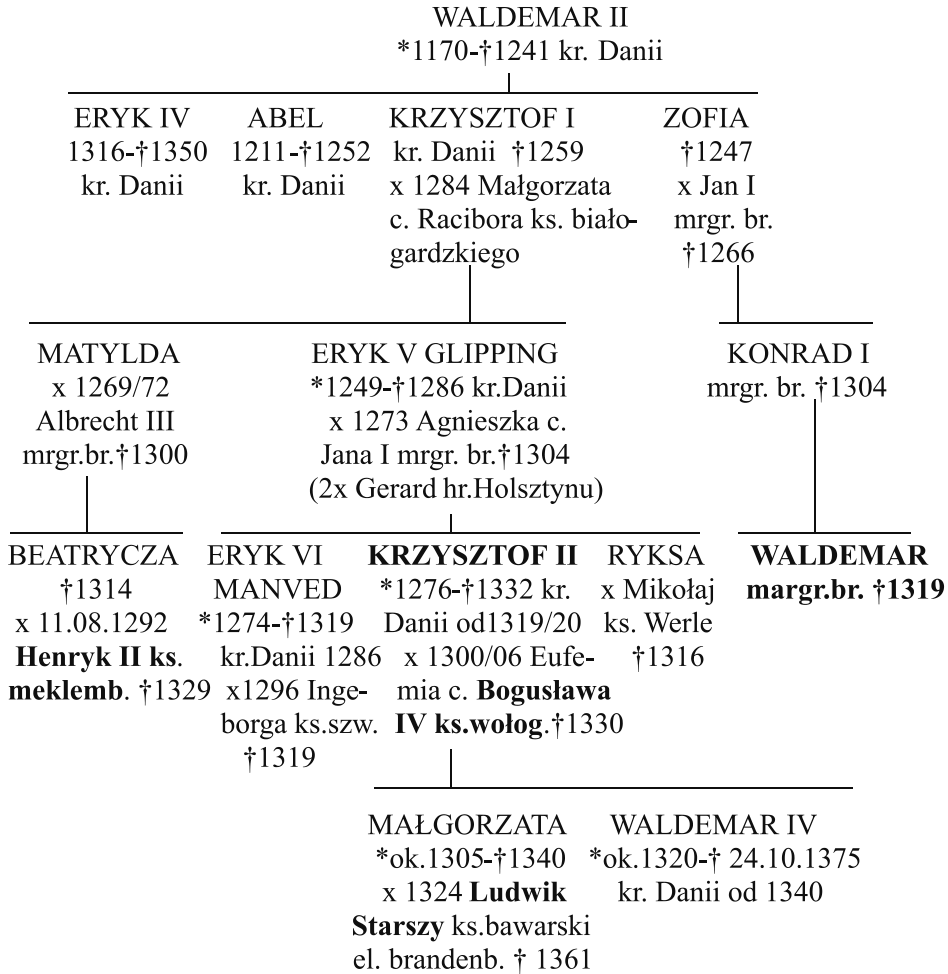 WALDEMAR II
*1170-†1241 kr. Danii
ERYK IV
1316-†1350
kr. Danii
ABEL
1211-†1252
kr. Danii
KRZYSZTOF I
kr. Danii †1259
x 1284 Małgorzata
c. Racibora ks. biało-
gardzkiego
ZOFIA
†1247
x Jan I
mrgr. br.
†1266
MATYLDA
x 1269/72
Albrecht III
mrgr.br.†1300
ERYK V GLIPPING
*1249-†1286 kr.Danii
x 1273 Agnieszka c.
Jana I mrgr. br.†1304
(2x Gerard hr.Holsztynu)
KONRAD I
mrgr. br. †1304
BEATRYCZA
†1314
x 11.08.1292
Henryk II ks.
meklemb. †1329
ERYK VI
MANVED
*1274-†1319
kr.Danii 1286
x1296 Inge-
borga ks.szw.
†1319
KRZYSZTOF II
*1276-†1332 kr.
Danii od1319/20
x 1300/06 Eufe-
mia c. Bogusława
IV ks.wołog.†1330
RYKSA
x Mikołaj
ks. Werle
†1316
WALDEMAR
margr.br. †1319
MAŁGORZATA
*ok.1305-†1340
x 1324 Ludwik
Starszy ks.bawarski
el. brandenb. † 1361
WALDEMAR IV
*ok.1320-† 24.10.1375
kr. Danii od 1340